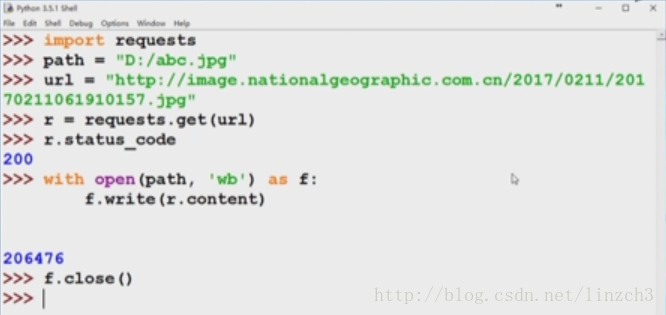 Python 3.5.1 Shell
File Edit Shell Debug Options Window Help
>>> import requests
>>> path = "D:/abc.jpg"
>>> url = "http://image.nationalgeographic.com.cn/2017/0211/201
70211061910157.jpg"
>>> r = requests.get(url)
>>> r.status_code
200
>>> with open(path, 'wb') as f:
        f.write(r.content)
206476
>>> f.close()
>>>
http://blog.csdn.net/linzch3